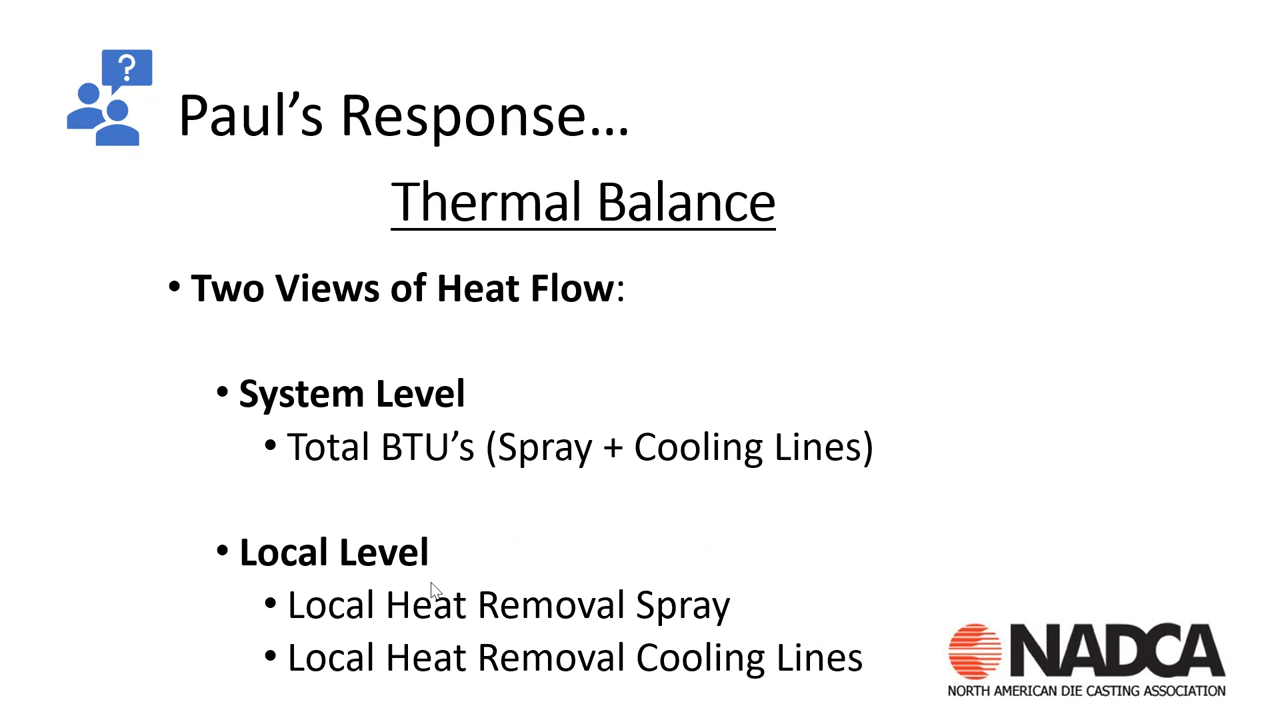 ?
Paul’s Response…
Thermal Balance
• Two Views of Heat Flow:
• System Level
• Total BTU’s (Spray + Cooling Lines)
• Local Level
• Local Heat Removal Spray
• Local Heat Removal Cooling Lines
NADCA
NORTH AMERICAN DIE CASTING ASSOCIATION